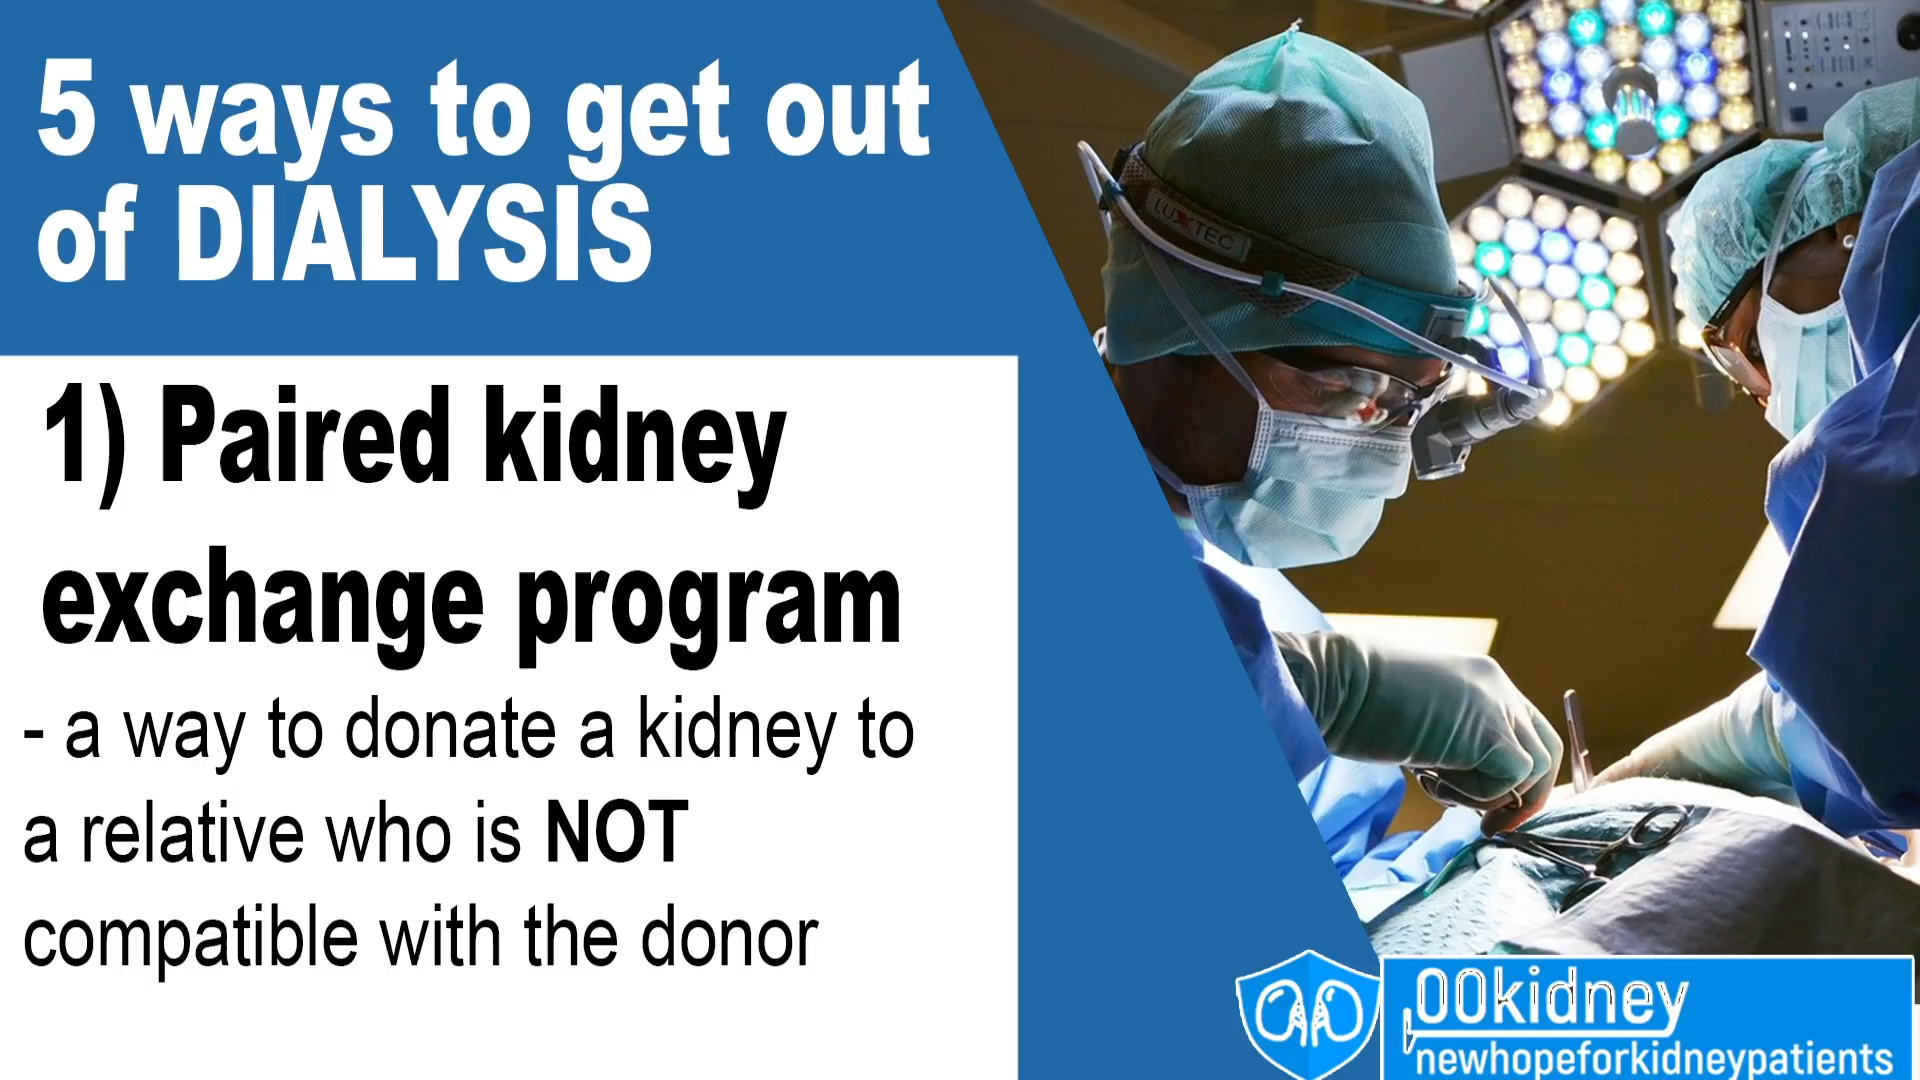 5 ways to get out
of DIALYSIS
1) Paired kidney
exchange program
- a way to donate a kidney to
a relative who is NOT
compatible with the donor
LUXTEC
00kidney
newhopeforkidneypatients